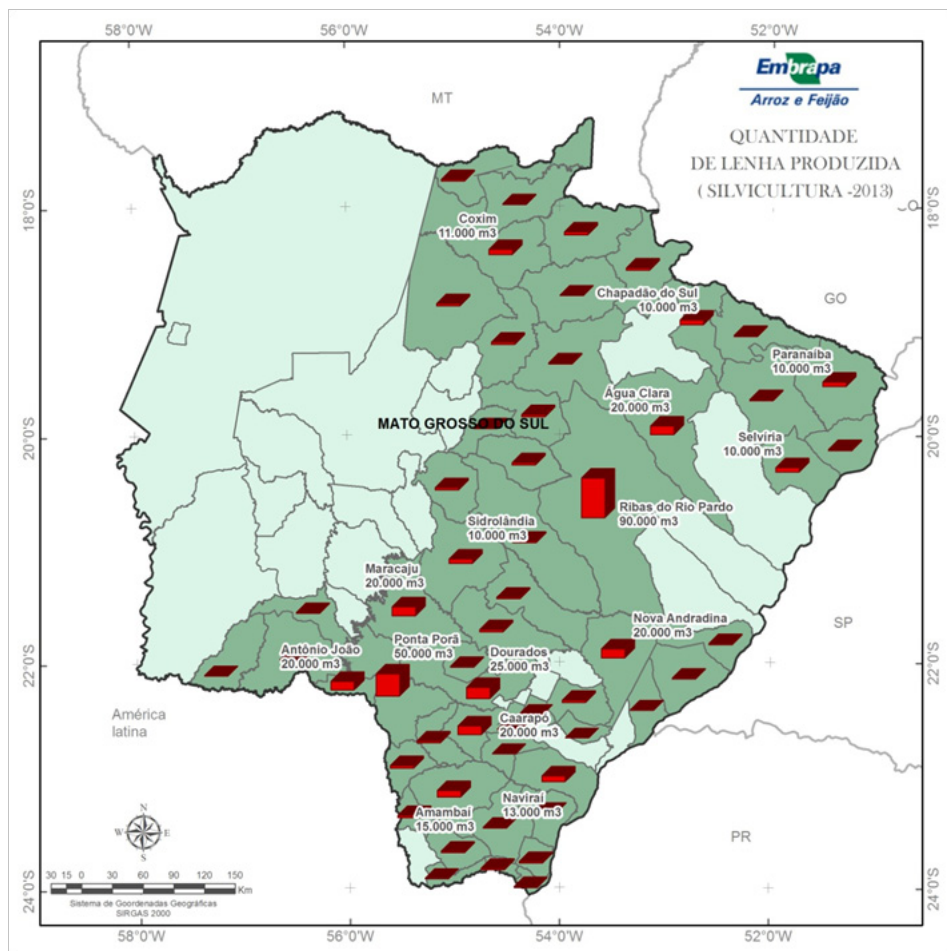 58°0'W 56°0'W 54°0'W 52°0'W
Embrapa
Arroz e Feijão
QUANTIDADE
DE LENHA PRODUZIDA
( SILVICULTURA -2013)
MT
18°0'S
18°0'S
Coxim
11.000 m3
Chapadão do Sul
10.000 m3
GO
Paranaíba
10.000 m3
Água Clara
20.000 m3
MATO GROSSO DO SUL
20°0'S
20°0'S
Selvíria
10.000 m3
Ribas do Rio Pardo
90.000 m3
Sidrolândia
10.000 m3
Maracaju
20.000 m3
Nova Andradina
20.000 m3
SP
Ponta Porã
50.000 m3
Antônio João
20.000 m3
Dourados
25.000 m3
22°0'S
22°0'S
América
latina
Caarapó
20.000 m3
Naviraí
13.000 m3
Amambaí
15.000 m3
PR
N
W E
S
30 15 0 30 60 90 120 150
Km
Sistema de Coordenadas Geográficas
SIRGAS 2000
24°0'S
24°0'S
58°0'W 56°0'W 54°0'W 52°0'W